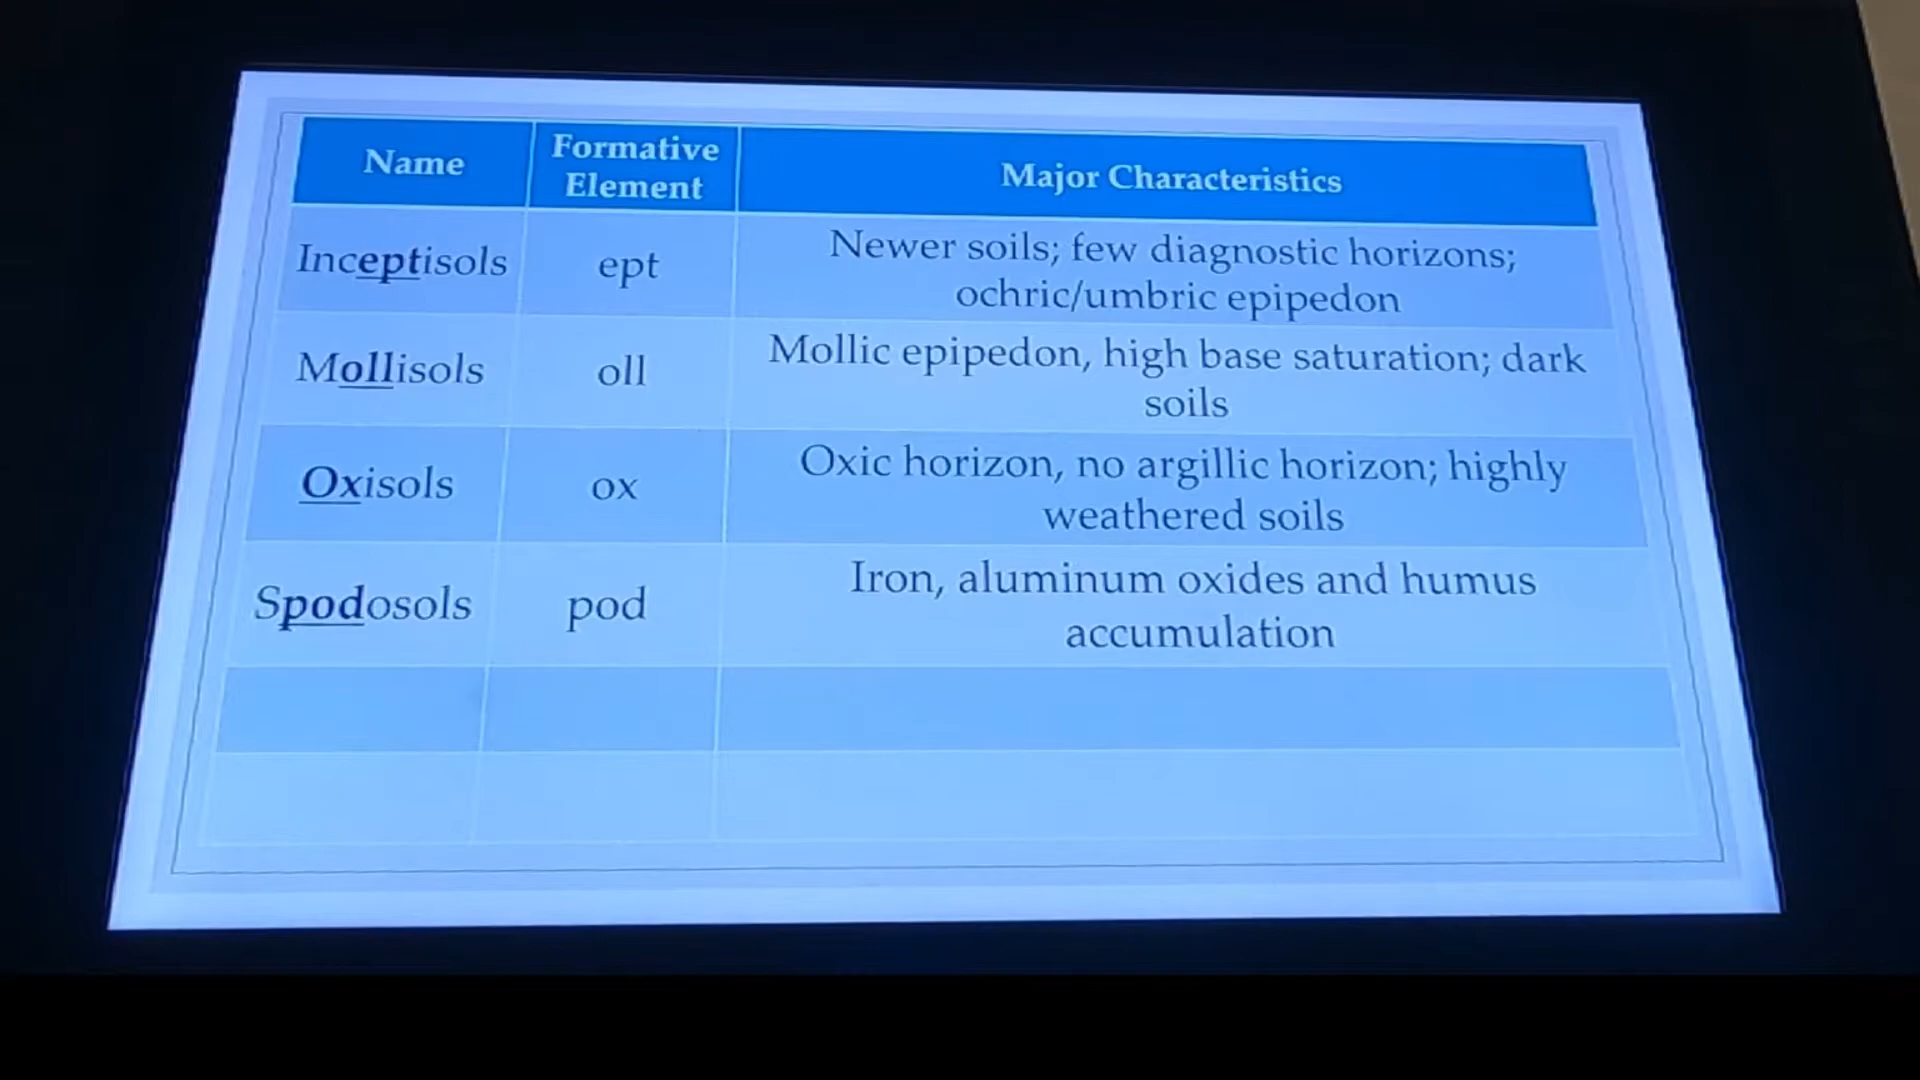 Name
Formative
Element
Major Characteristics
Inceptisols
ept
Newer soils; few diagnostic horizons;
ochric/umbric epipedon
Mollisols
oll
Mollic epipedon, high base saturation; dark
soils
Oxisols
ox
Oxic horizon, no argillic horizon; highly
weathered soils
Spodosols
pod
Iron, aluminum oxides and humus
accumulation